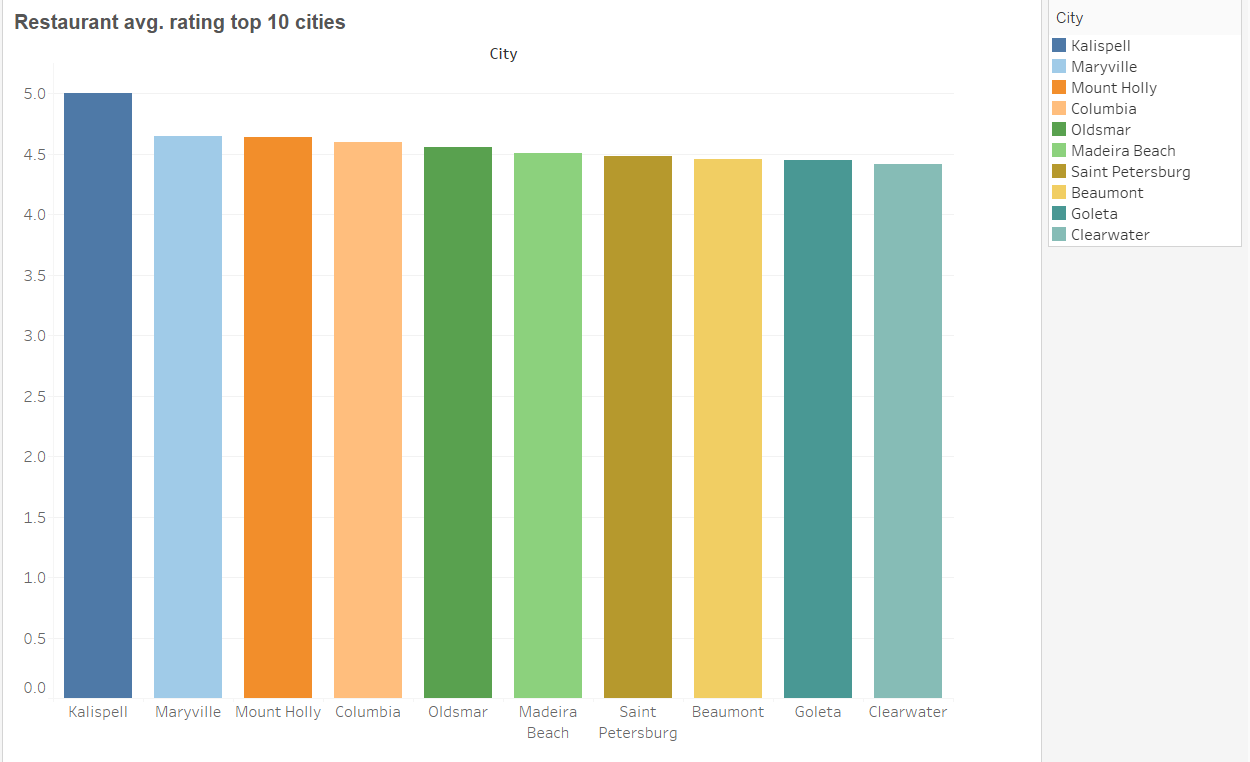 Restaurant avg. rating top 10 cities
City
5.0
4.5
4.0
3.5
3.0
2.5
2.0
1.5
1.0
0.5
0.0
Kalispell
Maryville
Mount Holly
Columbia
Oldsmar
Madeira
Beach
Saint
Petersburg
Beaumont
Goleta
Clearwater
City
Kalispell
Maryville
Mount Holly
Columbia
Oldsmar
Madeira Beach
Saint Petersburg
Beaumont
Goleta
Clearwater